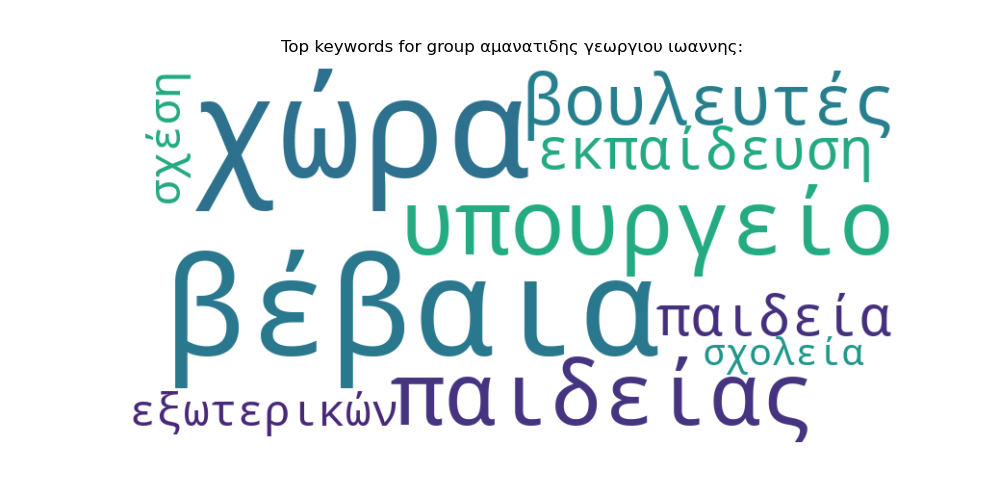 Top keywords for group αμανατιδης γεωργιου ιωαννης:
σχέση
χώρα
βουλευτές
εκπαίδευση
υπουργείο
βέβαια
παιδεία
σχολεία
παιδείας
εξωτερικών